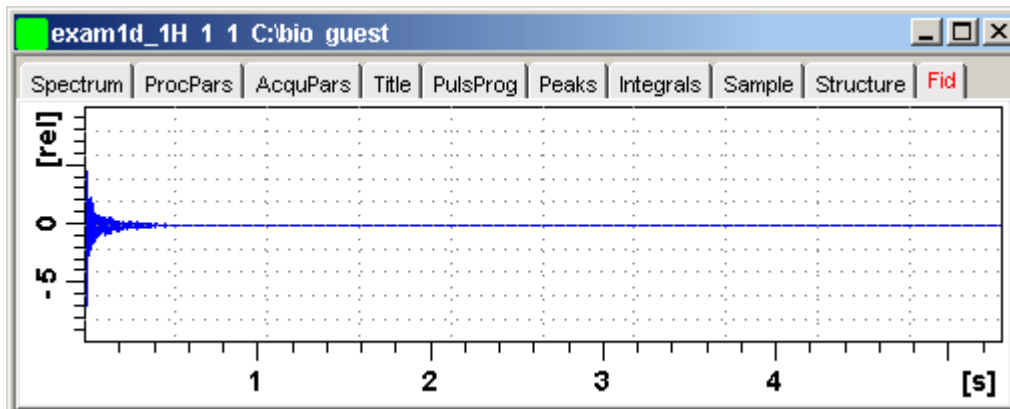 exam1d_1H 1 1 C:\bio guest
Spectrum ProcPars AcquPars Title PulsProg Peaks Integrals Sample Structure Fid
[rel]
0
-5
1 2 3 4 [s]